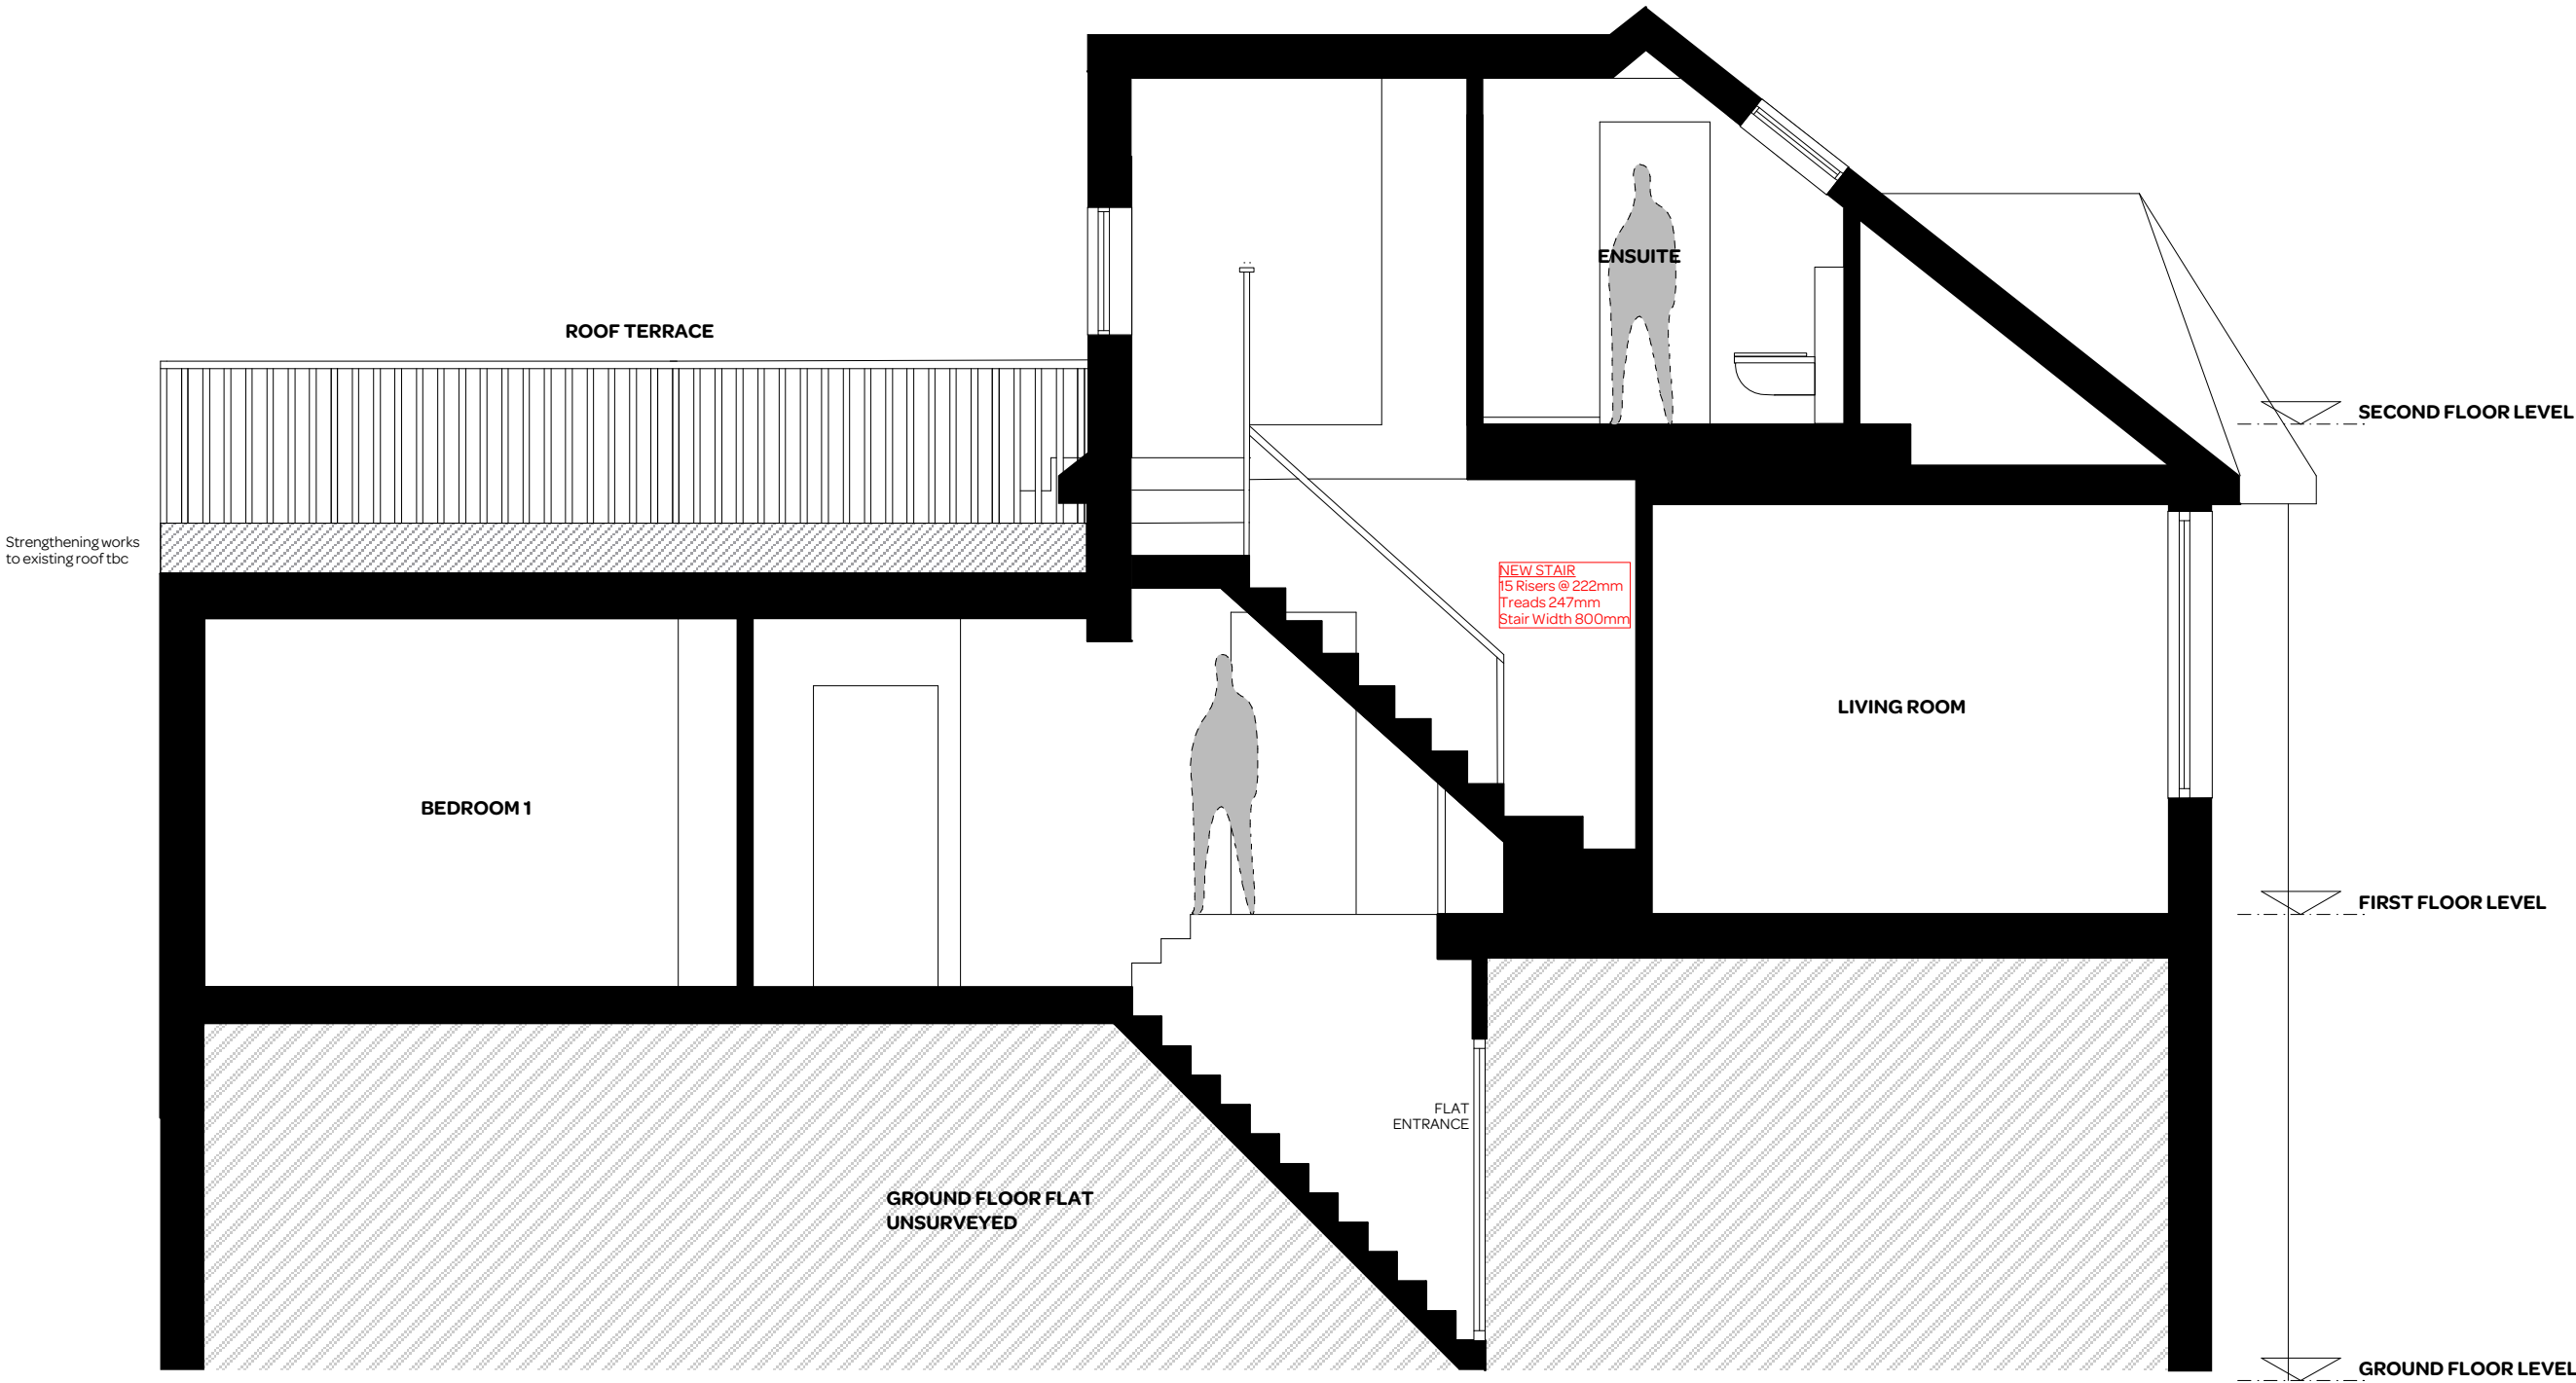 ENSUITE
ROOF TERRACE
SECOND FLOOR LEVEL
Strengthening works
to existing roof tbc
NEW STAIR
15 Risers @ 222mm
Treads 247mm
Stair Width 800mm
LIVING ROOM
BEDROOM 1
FIRST FLOOR LEVEL
FLAT
ENTRANCE
GROUND FLOOR FLAT
UNSURVEYED
GROUND FLOOR LEVEL